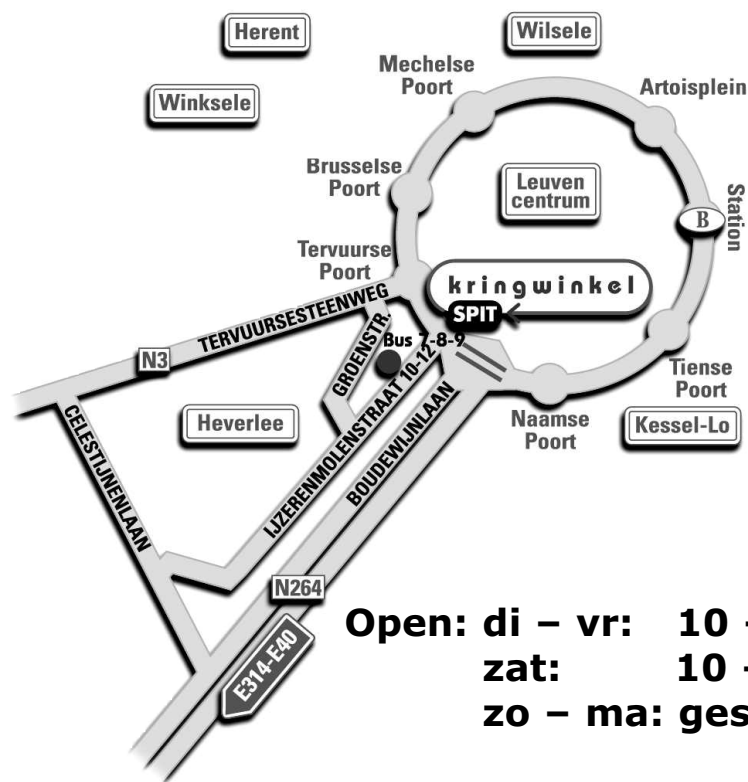 Herent
Wilsele
Mechelse
Poort
Artoisplein
Winksele
Brusselse
Poort
Leuven
centrum
Station
B
Tervuurse
Poort
kringwinkel
SPIT
TERVUURSESTEENWEG
N3
GROENSTR.
Bus 7-8-9
Tiense
Poort
Naamse
Poort
Kessel-Lo
Heverlee
CELESTIJNENLAAN
IJZERENMOLENSTRAAT 10-12
BOUDEWIJNLAAN
N264
E314-E40
Open: di – vr: 10 -
zat: 10 -
zo – ma: ges